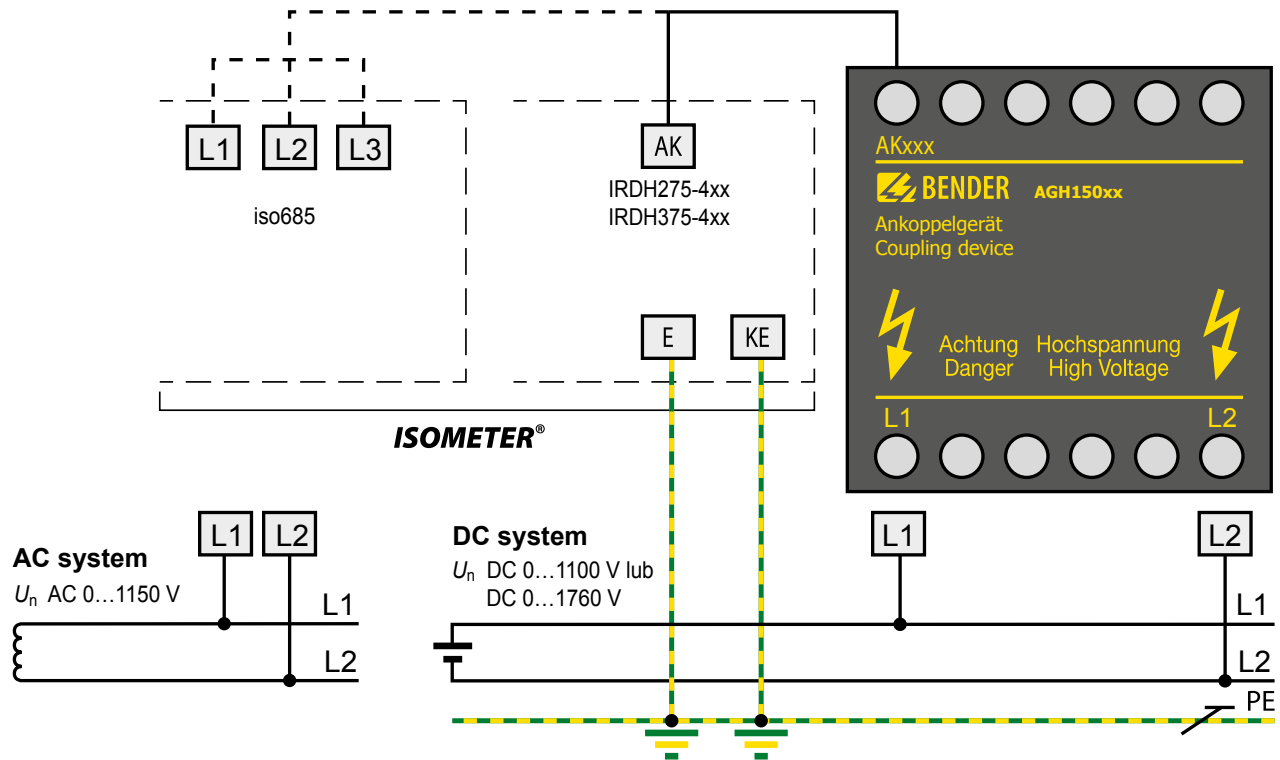 L1 L2 L3
iso685
AK
IRDH275-4xx
IRDH375-4xx
E KE
ISOMETER®
AKxxx
BENDER AGH150xx
Ankoppelgerät
Coupling device
Achtung Hochspannung
Danger High Voltage
L1 L2
AC system
Un AC 0…1150 V
L1 L2
L1
L2
DC system
Un DC 0…1100 V lub
DC 0…1760 V
L1 L2
L1
L2
PE